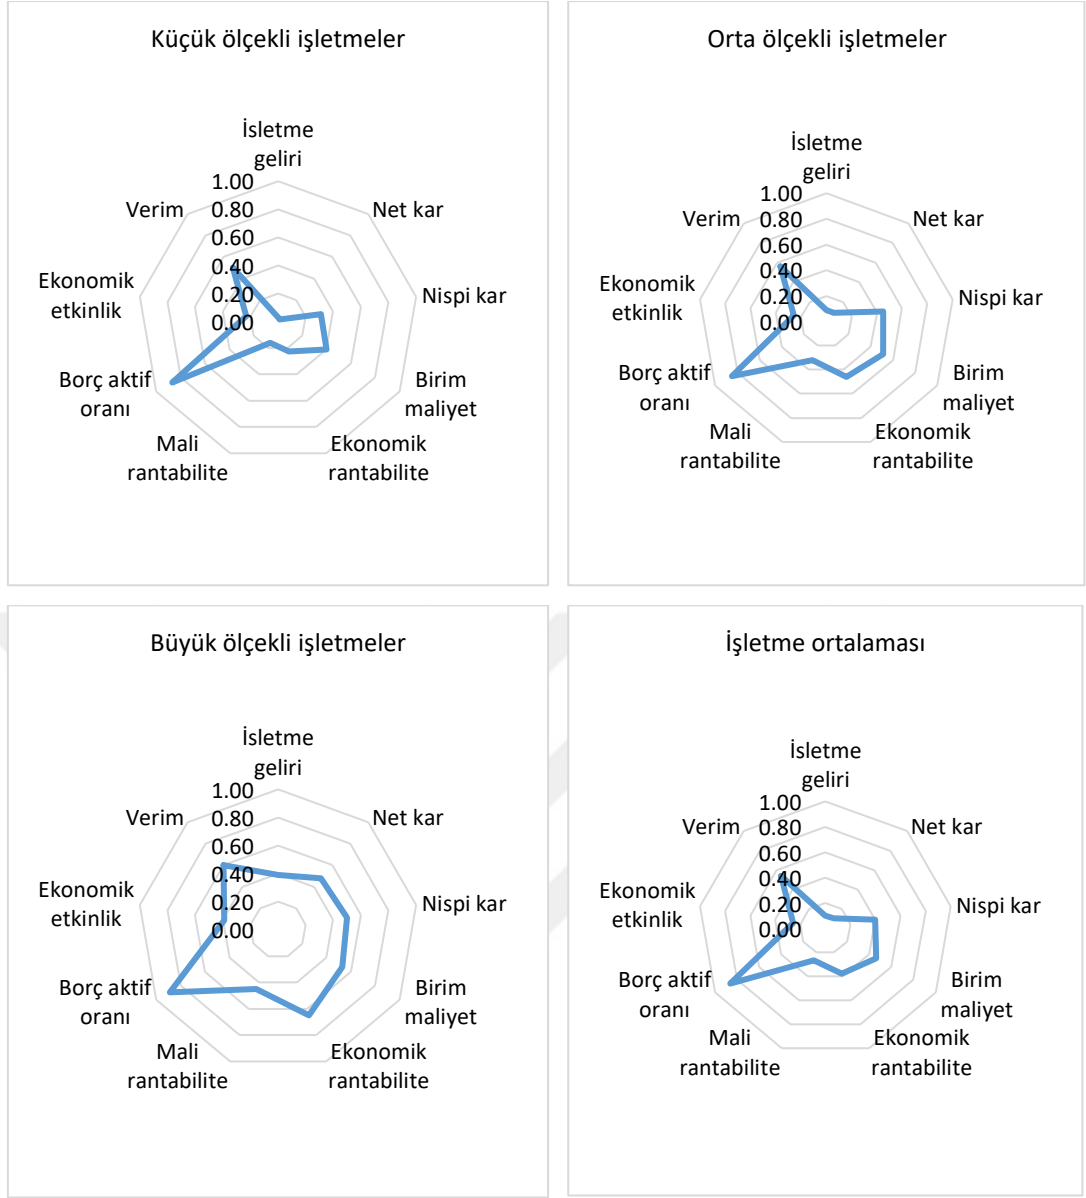 Küçük ölçekli işletmeler
İsletme
geliri
Net kar
Nispi kar
Birim
maliyet
Ekonomik
rantabilite
Mali
rantabilite
Borç aktif
oranı
Ekonomik
etkinlik
Verim
1.00
0.80
0.60
0.40
0.20
0.00
Orta ölçekli işletmeler
İsletme
geliri
Net kar
Nispi kar
Birim
maliyet
Ekonomik
rantabilite
Mali
rantabilite
Borç aktif
oranı
Ekonomik
etkinlik
Verim
1.00
0.80
0.60
0.40
0.20
0.00
Büyük ölçekli işletmeler
İsletme
geliri
Net kar
Nispi kar
Birim
maliyet
Ekonomik
rantabilite
Mali
rantabilite
Borç aktif
oranı
Ekonomik
etkinlik
Verim
1.00
0.80
0.60
0.40
0.20
0.00
İşletme ortalaması
İsletme
geliri
Net kar
Nispi kar
Birim
maliyet
Ekonomik
rantabilite
Mali
rantabilite
Borç aktif
oranı
Ekonomik
etkinlik
Verim
1.00
0.80
0.60
0.40
0.20
0.00